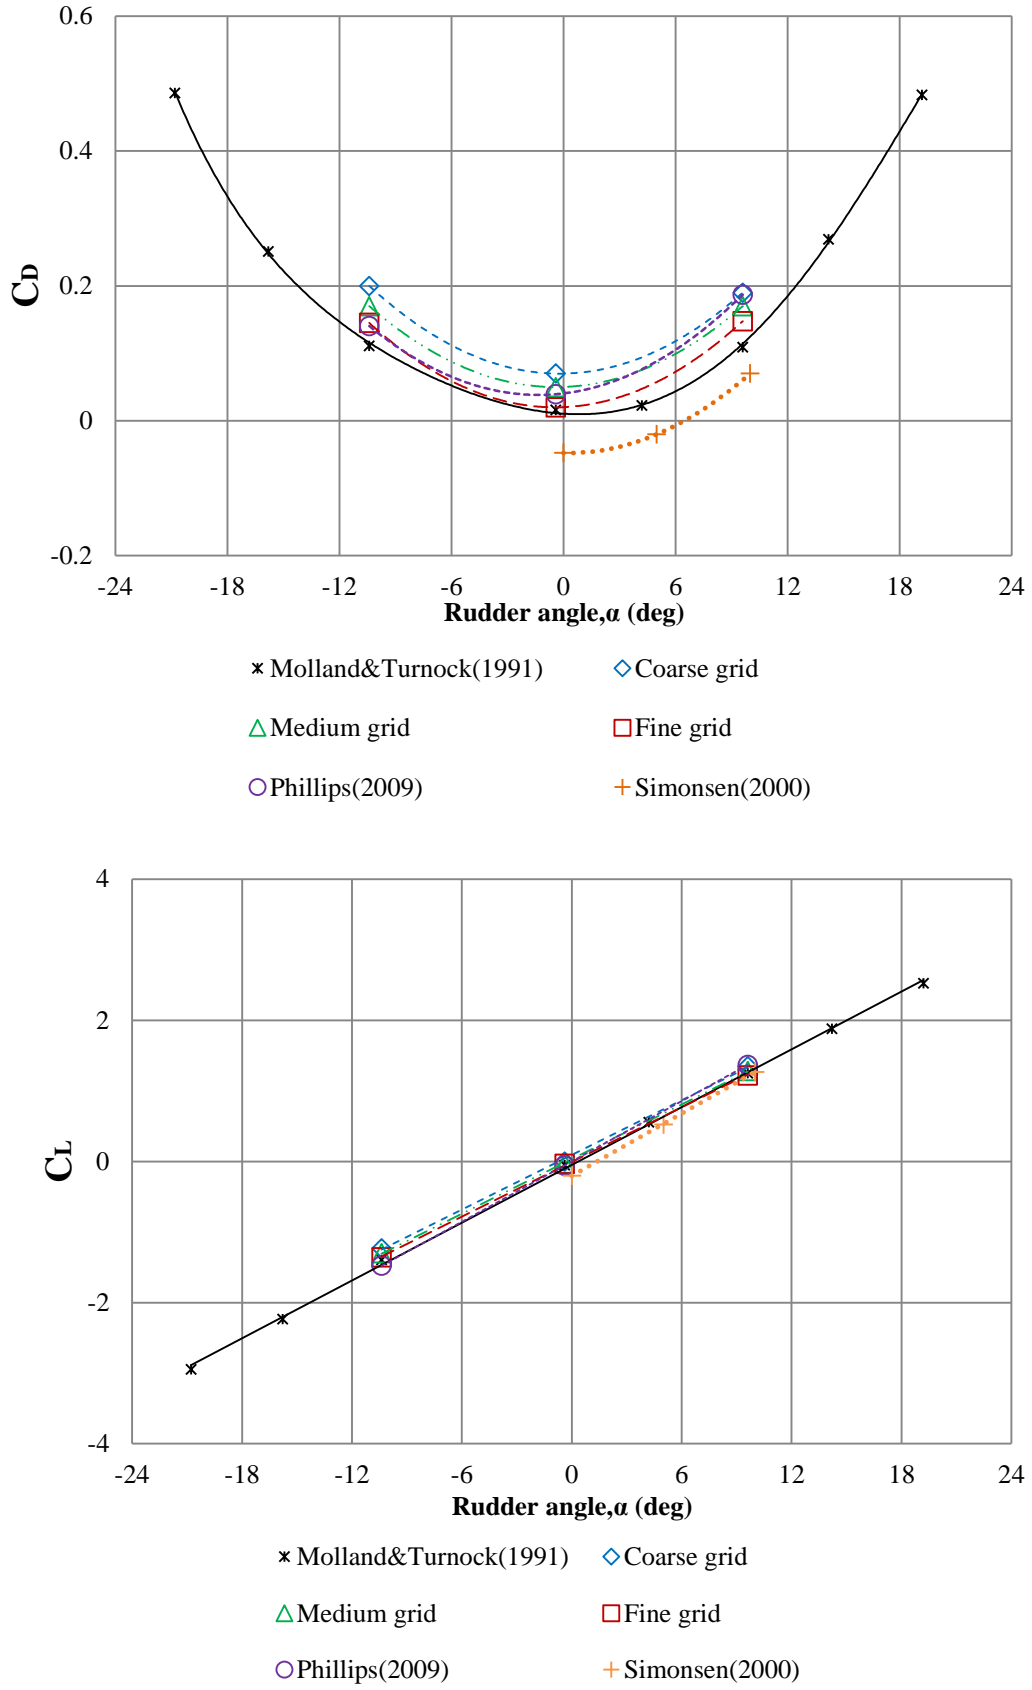 0.6
0.4
0.2
0
-0.2
C_D
-24 -18 -12 -6 0 6 12 18 24
Rudder angle,α (deg)
Molland&Turnock(1991) Coarse grid
Medium grid Fine grid
Phillips(2009) Simonsen(2000)
4
2
0
-2
-4
C_L
-24 -18 -12 -6 0 6 12 18 24
Rudder angle,α (deg)
Molland&Turnock(1991) Coarse grid
Medium grid Fine grid
Phillips(2009) Simonsen(2000)